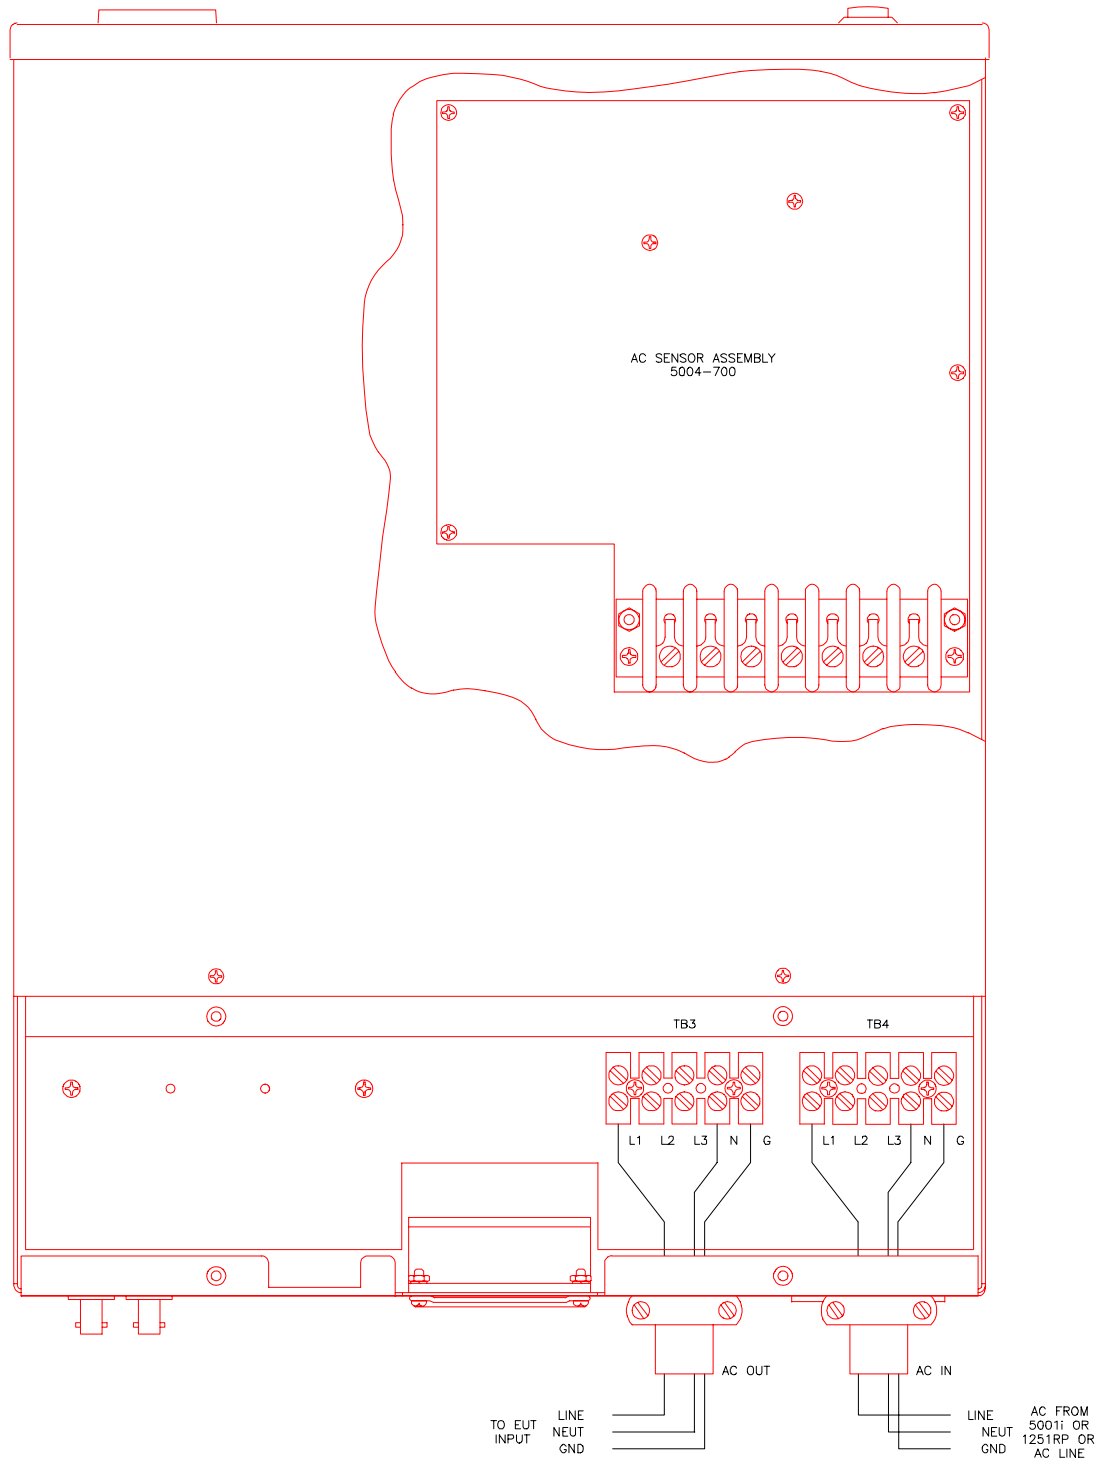 AC SENSOR ASSEMBLY
5004-700
TB3
TB4
L1 L2 L3 N G
L1 L2 L3 N G
AC OUT
AC IN
TO EUT
INPUT
LINE
NEUT
GND
LINE
NEUT
GND
AC FROM
5001i OR
1251RP OR
AC LINE